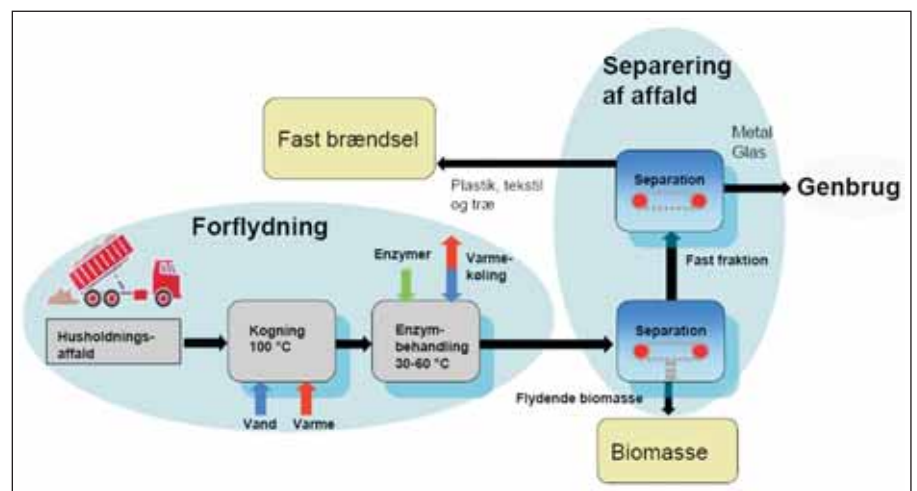 Separering
af affald
Fast brændsel
Metal
Glas
Separation
Genbrug
Plastik, tekstil
og træ
Forflydning
Fast fraktion
Enzymer
Varme-
køling
Husholdnings-
affald
Kogning
100 °C
Enzym-
behandling
30-60 °C
Separation
Flydende biomasse
Vand
Varme
Biomasse